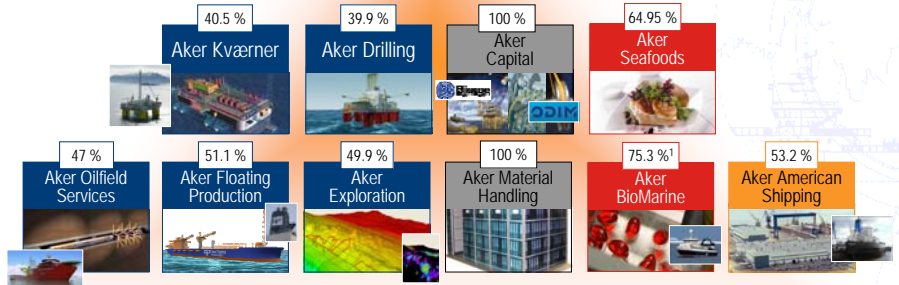 40.5 %
39.9 %
100 %
64.95 %
Aker Kværner
Aker Drilling
Aker
Capital
Aker
Seafoods
ODIM
47 %
51.1 %
49.9 %
100 %
75.3 %1
53.2 %
Aker Oilfield
Services
Aker Floating
Production
Aker
Exploration
Aker Material
Handling
Aker
BioMarine
Aker American
Shipping